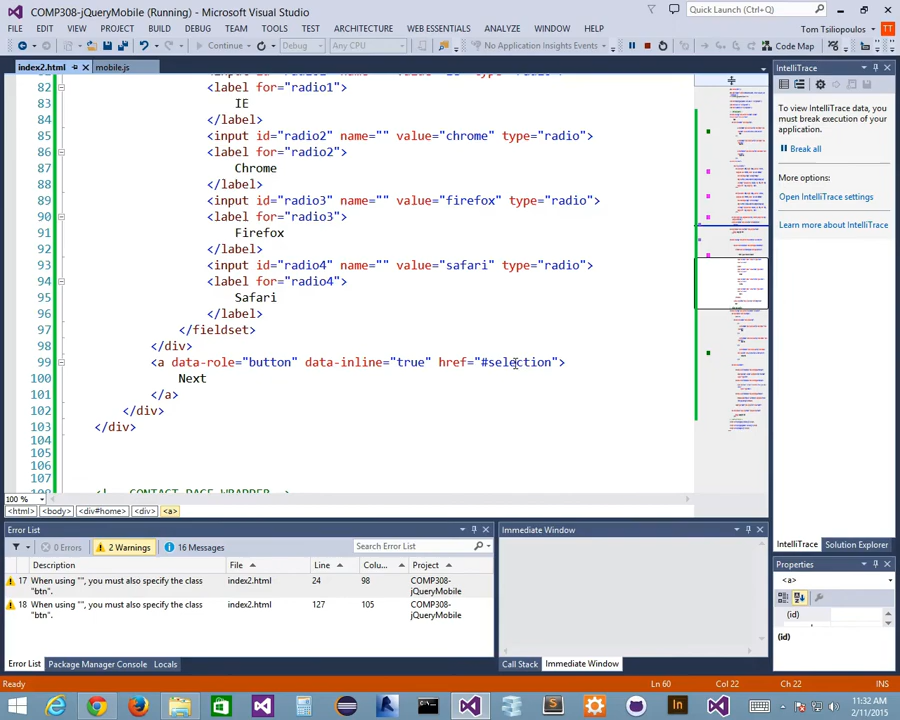 COMP308-jQueryMobile (Running) - Microsoft Visual Studio
Quick Launch (Ctrl+Q)
FILE EDIT VIEW PROJECT BUILD DEBUG TEAM TOOLS TEST ARCHITECTURE WEB ESSENTIALS ANALYZE WINDOW HELP
Tom Tsiliopoulos TT
Continue Debug Any CPU No Application Insights Events Code Map
index2.html mobile.js
82 <label for="radio1">
83 IE
84 </label>
85 <input id="radio2" name="" value="chrome" type="radio">
86 <label for="radio2">
87 Chrome
88 </label>
89 <input id="radio3" name="" value="firefox" type="radio">
90 <label for="radio3">
91 Firefox
92 </label>
93 <input id="radio4" name="" value="safari" type="radio">
94 <label for="radio4">
95 Safari
96 </label>
97 </fieldset>
98 </div>
99 <a data-role="button" data-inline="true" href="#selection">
100 Next
101 </a>
102 </div>
103 </div>
104
105
106
107
100 %
<html> <body> <div#home> <div> <a>
IntelliTrace
To view IntelliTrace data, you must break execution of your application.
Break all
More options:
Open IntelliTrace settings
Learn more about IntelliTrace
IntelliTrace Solution Explorer
Properties
<a>
(id)
(id)
Error List
0 Errors 2 Warnings 16 Messages Search Error List
Description File Line Colu... Project
17 When using "", you must also specify the class "btn". index2.html 24 98 COMP308-jQueryMobile
18 When using "", you must also specify the class "btn". index2.html 127 105 COMP308-jQueryMobile
Error List Package Manager Console Locals
Immediate Window
Call Stack Immediate Window
Ready Ln 60 Col 22 Ch 22 INS
11:32 AM
2/11/2015